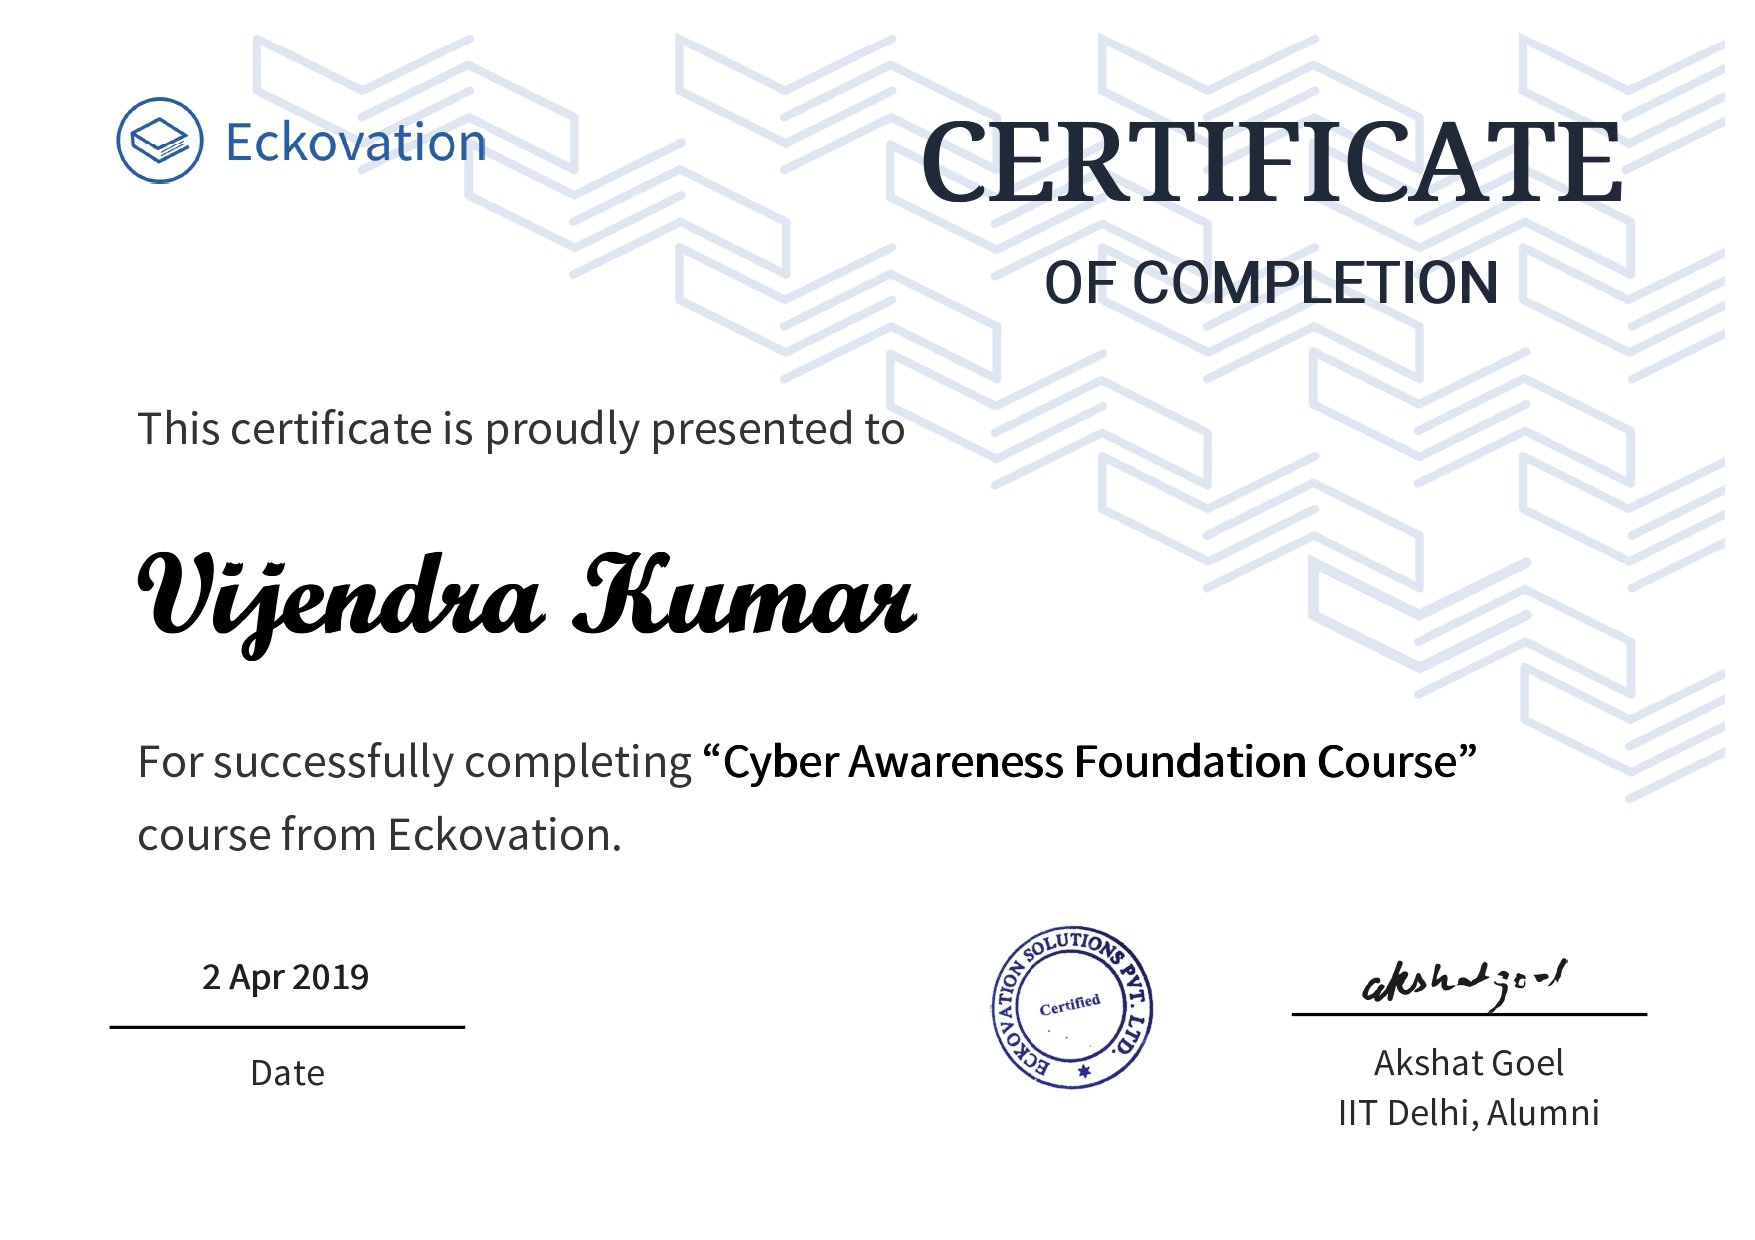 Eckovation
CERTIFICATE
OF COMPLETION
This certificate is proudly presented to
Vijendra Kumar
For successfully completing “Cyber Awareness Foundation Course”
course from Eckovation.
2 Apr 2019
Date
ECKOVATION SOLUTIONS PVT. LTD.
Certified
akshat goel
Akshat Goel
IIT Delhi, Alumni